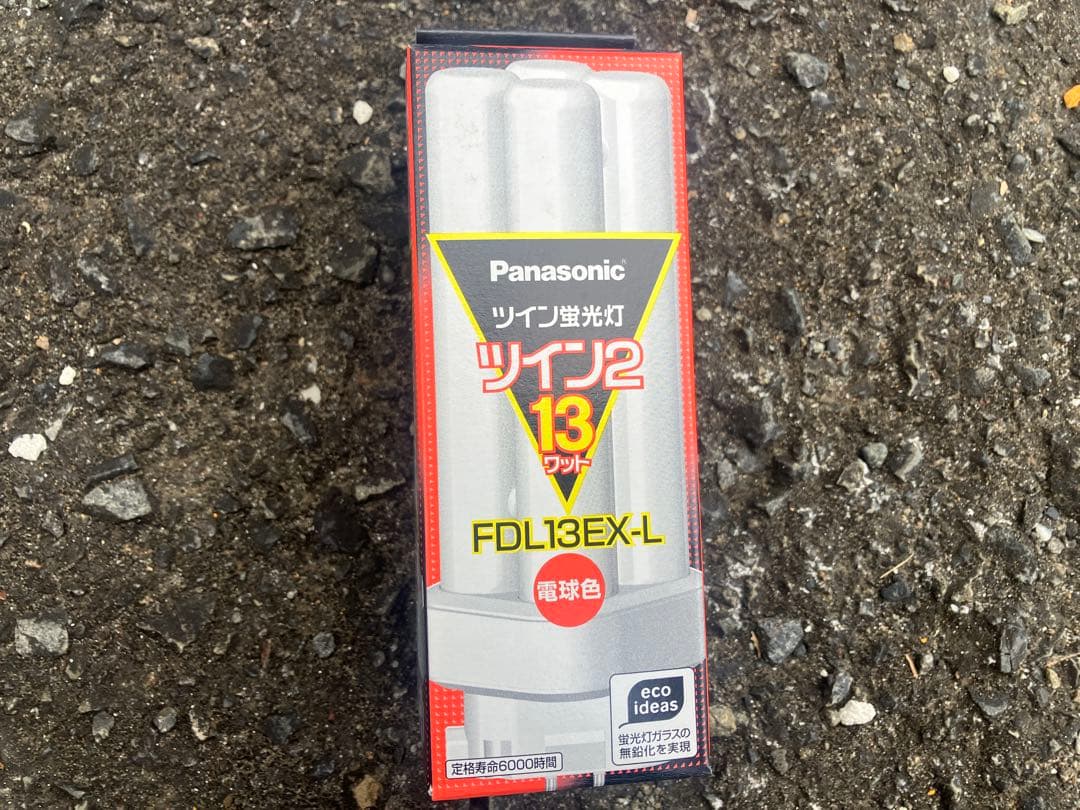 Panasonic®
ツイン蛍光灯
ツイン2
13
ワット
FDL13EX-L
電球色
eco
ideas
蛍光灯ガラスの
無鉛化を実現
定格寿命6000時間